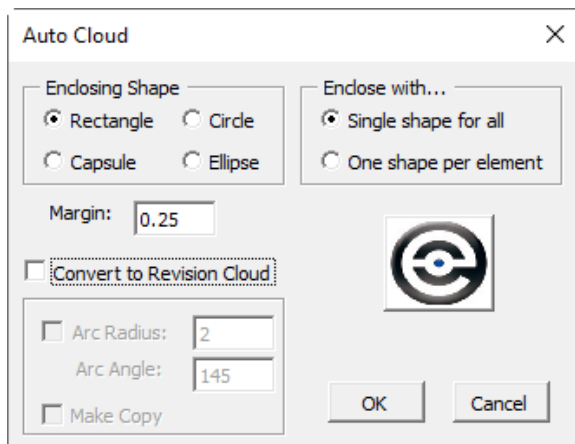 Auto Cloud
Enclosing Shape
Rectangle
Circle
Capsule
Ellipse
Enclose with...
Single shape for all
One shape per element
Margin: 0.25
Convert to Revision Cloud
Arc Radius: 2
Arc Angle: 145
Make Copy
OK
Cancel